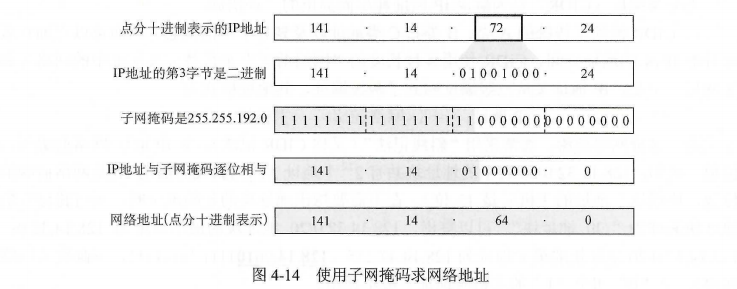 点分十进制表示的IP地址 141 · 14 · 72 · 24
IP地址的第3字节是二进制 141 · 14 · 01001000 · 24
子网掩码是255.255.192.0 11111111 11111111 11000000 00000000
IP地址与子网掩码逐位相与 141 · 14 · 01000000 · 0
网络地址(点分十进制表示) 141 · 14 · 64 · 0
图 4-14 使用子网掩码求网络地址